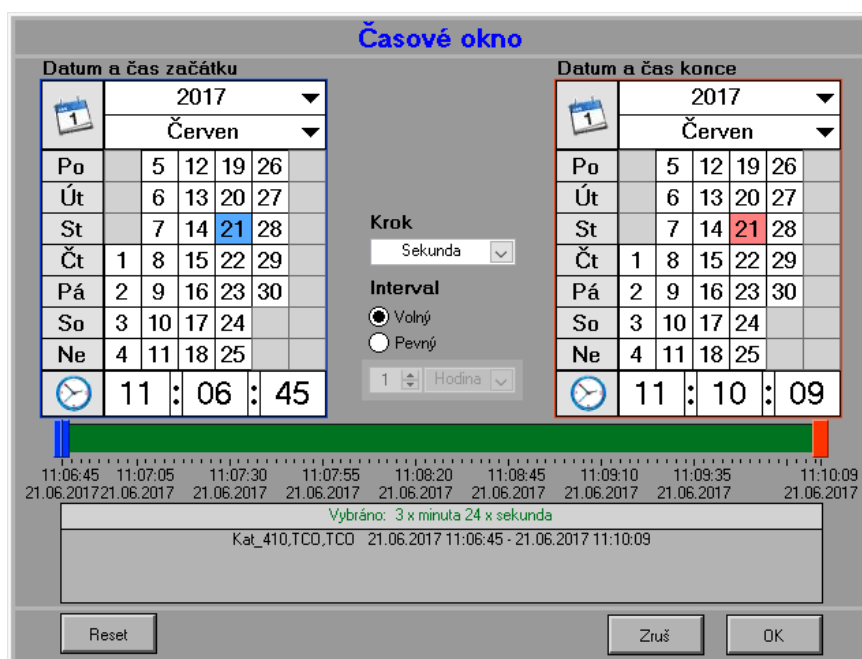 Časové okno
Datum a čas začátku
2017
1
Červen
Po 5 12 19 26
Út 6 13 20 27
St 7 14 21 28
Čt 1 8 15 22 29
Pá 2 9 16 23 30
So 3 10 17 24
Ne 4 11 18 25
11 : 06 : 45
Krok
Sekunda
Interval
Volný
Pevný
1 Hodina
Datum a čas konce
2017
1
Červen
Po 5 12 19 26
Út 6 13 20 27
St 7 14 21 28
Čt 1 8 15 22 29
Pá 2 9 16 23 30
So 3 10 17 24
Ne 4 11 18 25
11 : 10 : 09
11:06:45 11:07:05 11:07:30 11:07:55 11:08:20 11:08:45 11:09:10 11:09:35 11:10:09
21.06.2017 21.06.2017 21.06.2017 21.06.2017 21.06.2017 21.06.2017 21.06.2017 21.06.2017 21.06.2017
Vybráno: 3 x minuta 24 x sekunda
Kat_410,TCO,TCO 21.06.2017 11:06:45 - 21.06.2017 11:10:09
Reset Zruš OK